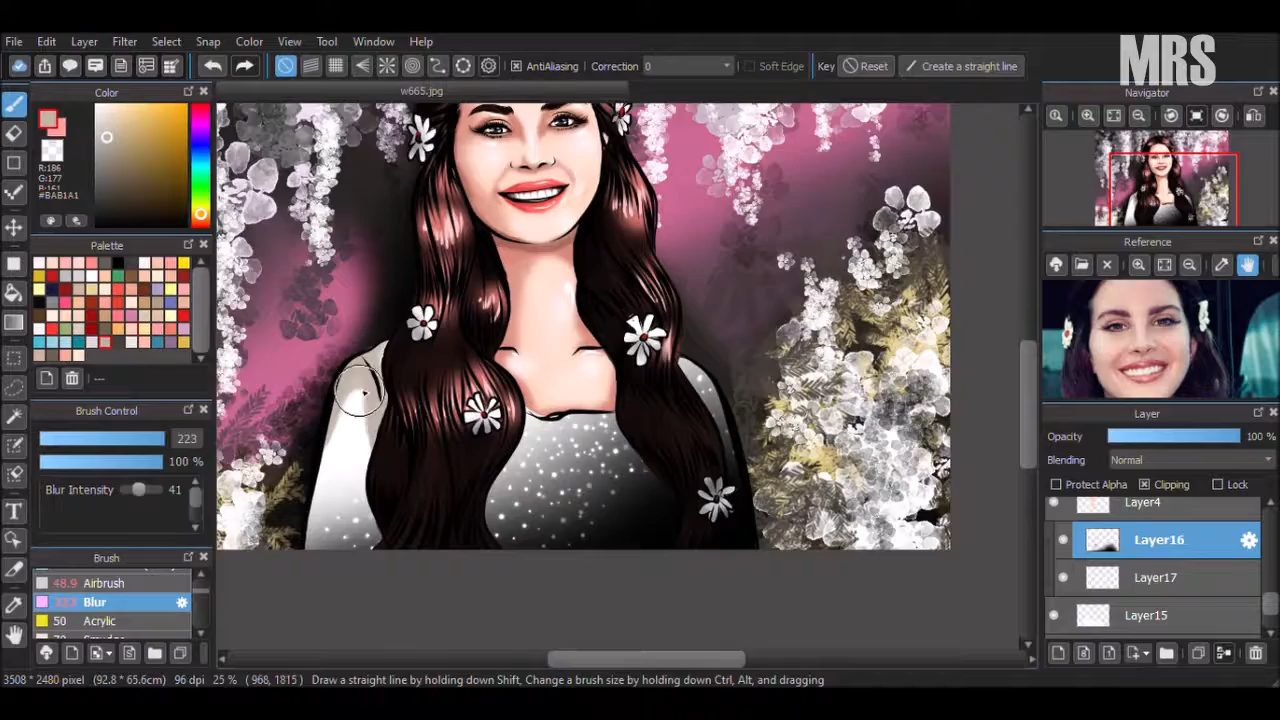 MRS
File Edit Layer Filter Select Snap Color View Tool Window Help
AntiAliasing Correction 0 Soft Edge Key Reset Create a straight line
Color
w665.jpg
Navigator
R:186
G:177
B:161
#BAB1A1
Palette
Reference
---
Brush Control
Layer
223
Opacity 100 %
100 %
Blending Normal
Blur Intensity 41
Protect Alpha Clipping Lock
Layer4
Layer16
Brush
Layer17
48.9 Airbrush
Blur
50 Acrylic
Layer15
3508 * 2480 pixel (92.8 * 65.6cm) 96 dpi 25 % ( 968, 1815 ) Draw a straight line by holding down Shift, Change a brush size by holding down Ctrl, Alt, and dragging